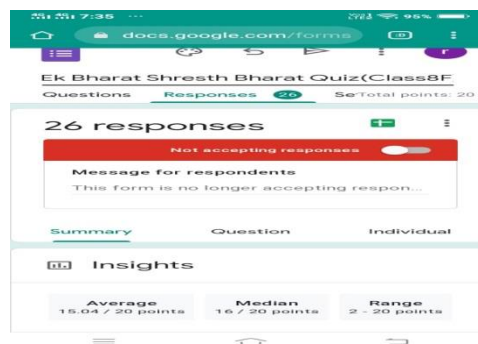 7:35 ... 95%
docs.google.com/forms :D
r
Ek Bharat Shresth Bharat Quiz(Class8F
Questions Responses 26 Se Total points: 20
26 responses
Not accepting responses
Message for respondents
This form is no longer accepting respon...
Summary Question Individual
Insights
Average Median Range
15.04 / 20 points 16 / 20 points 2 - 20 points